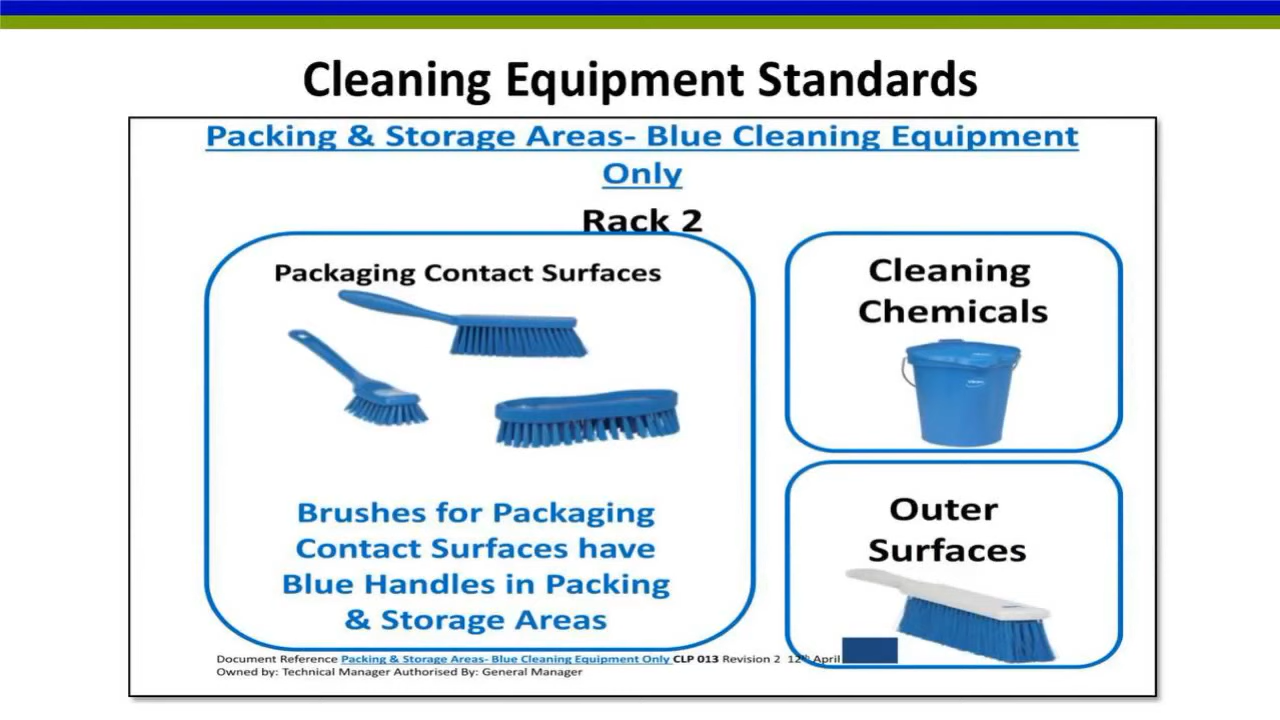 Cleaning Equipment Standards
Packing & Storage Areas- Blue Cleaning Equipment
Only
Rack 2
Packaging Contact Surfaces
Brushes for Packaging
Contact Surfaces have
Blue Handles in Packing
& Storage Areas
Cleaning
Chemicals
Outer
Surfaces
Document Reference Packing & Storage Areas- Blue Cleaning Equipment Only CLP 013 Revision 2 12th April
Owned by: Technical Manager Authorised By: General Manager